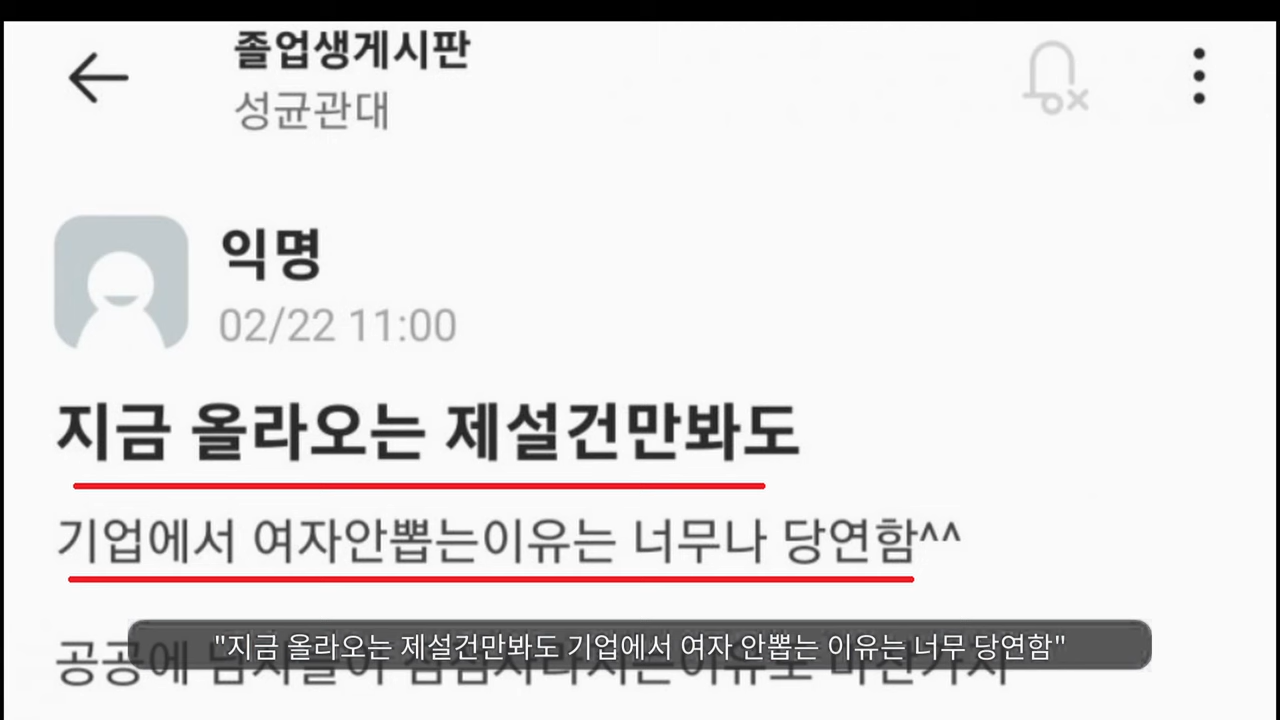 졸업생게시판
성균관대
익명
02/22 11:00
지금 올라오는 제설건만봐도
기업에서 여자안뽑는이유는 너무나 당연함^^
공공에
"지금 올라오는 제설건만봐도 기업에서 여자 안뽑는 이유는 너무 당연함"